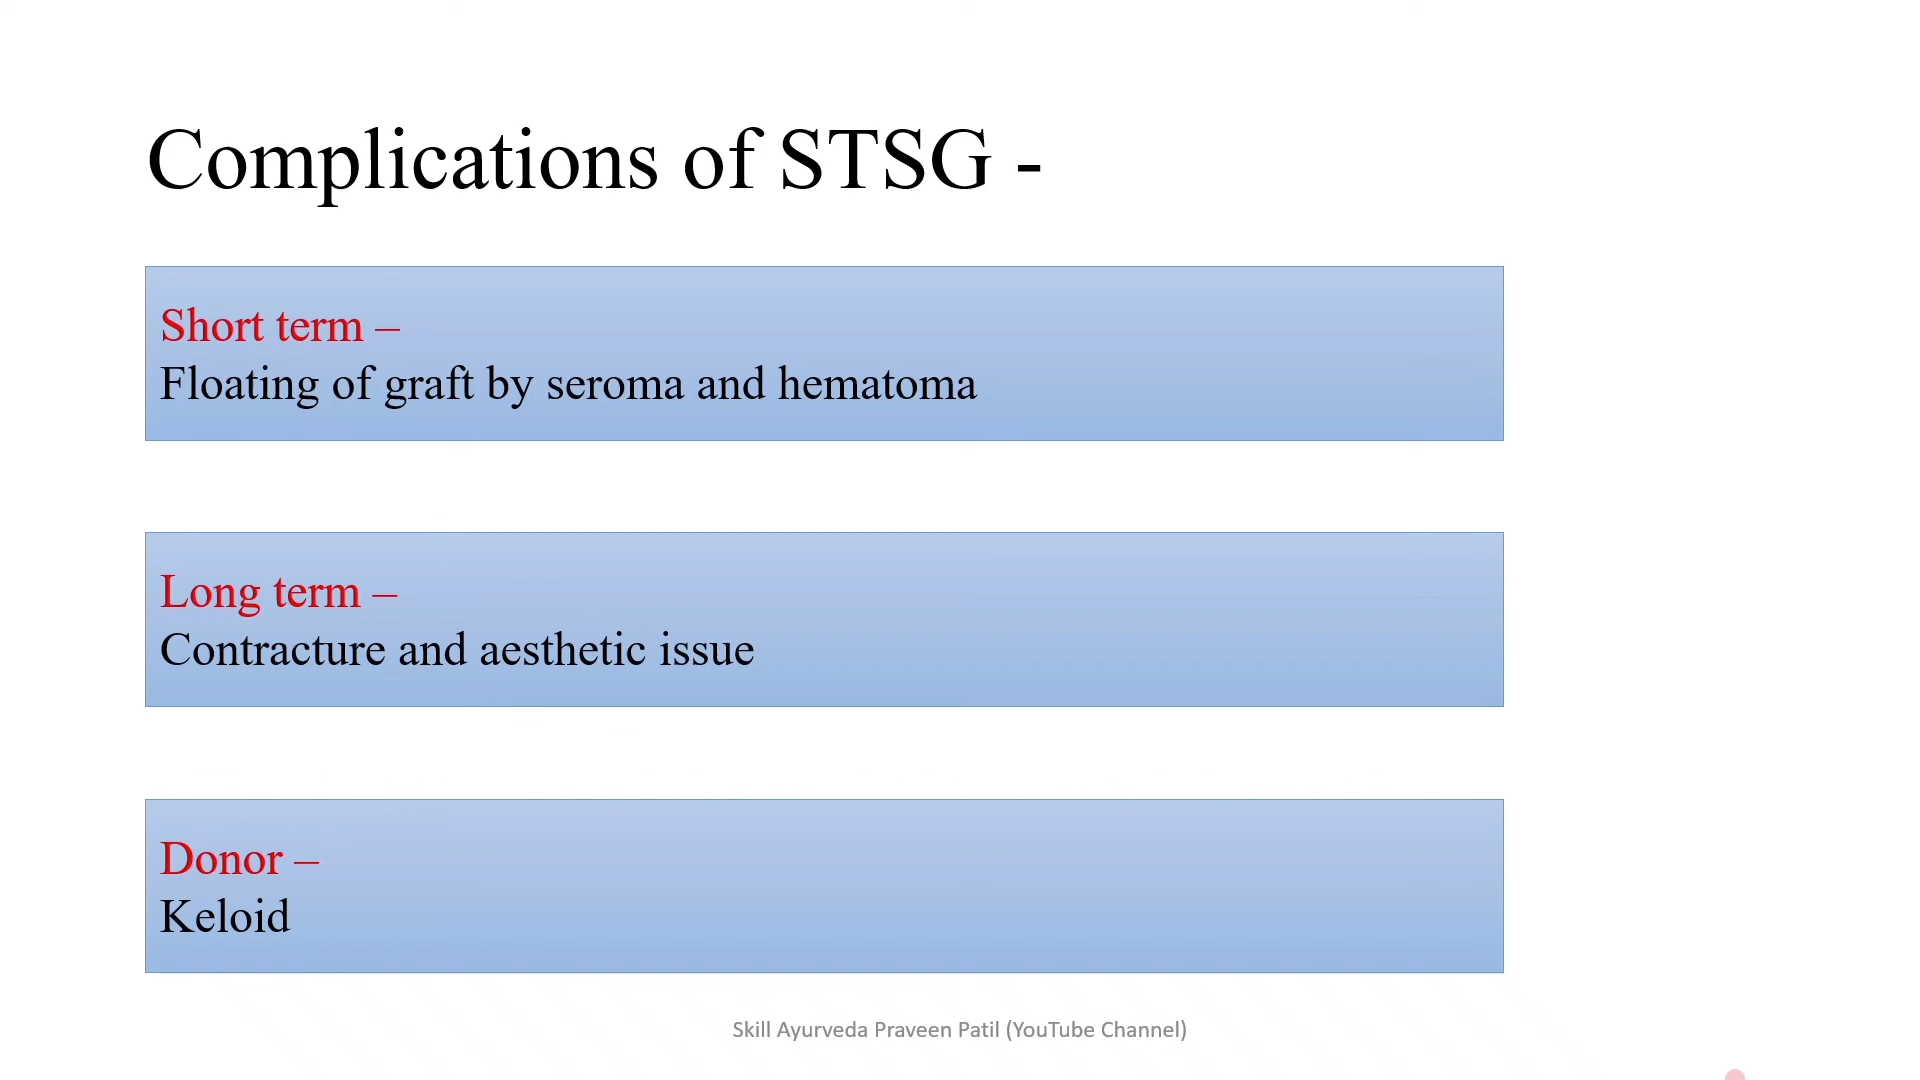 Complications of STSG -
Short term –
Floating of graft by seroma and hematoma
Long term –
Contracture and aesthetic issue
Donor –
Keloid
Skill Ayurveda Praveen Patil (YouTube Channel)